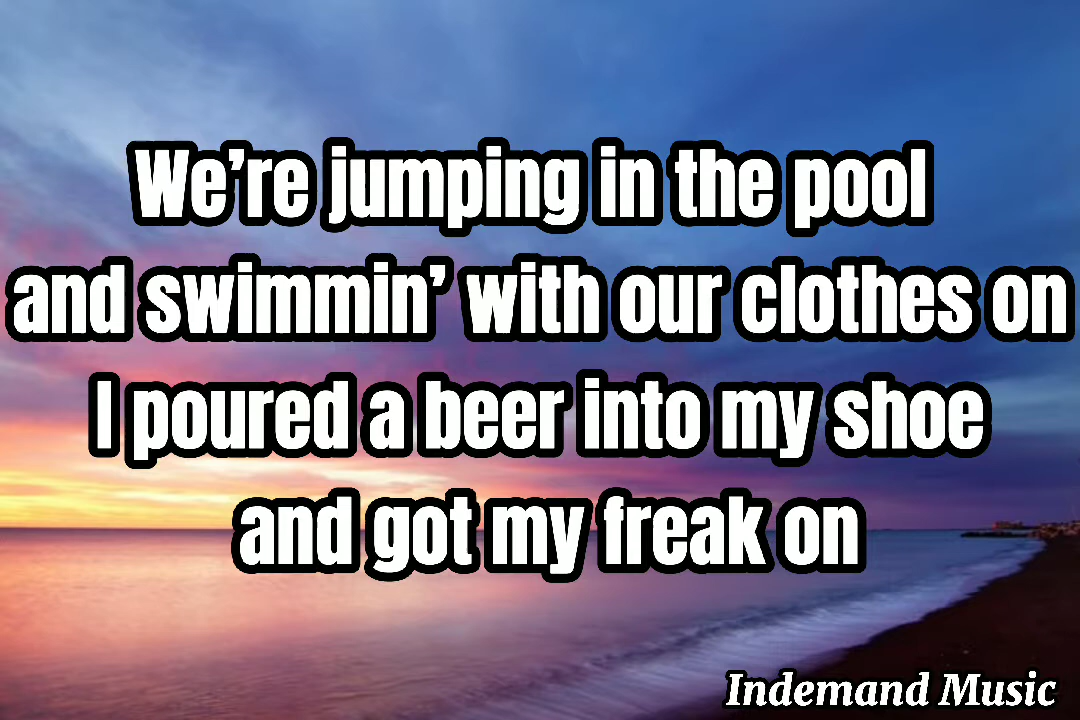 We’re jumping in the pool
and swimmin’ with our clothes on
I poured a beer into my shoe
and got my freak on
Indemand Music